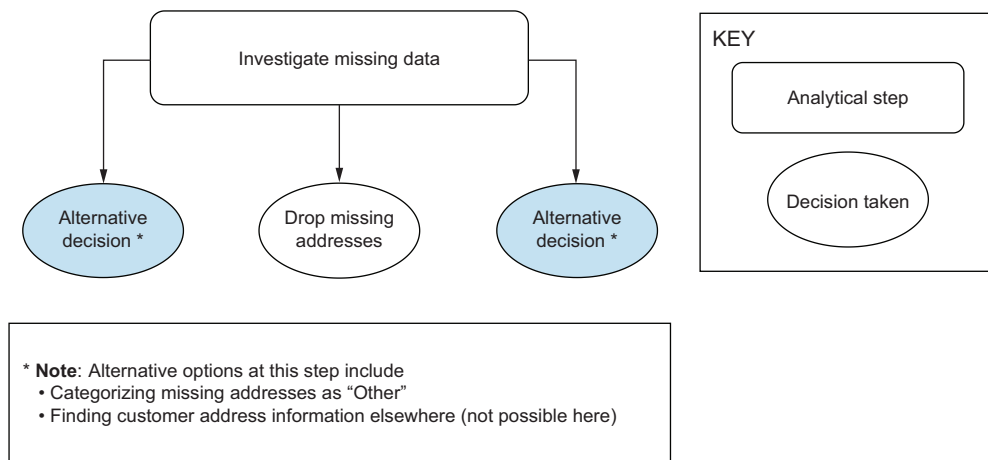 Investigate missing data
Alternative
decision *
Drop missing
addresses
Alternative
decision *
KEY
Analytical step
Decision taken
* Note: Alternative options at this step include
• Categorizing missing addresses as “Other”
• Finding customer address information elsewhere (not possible here)